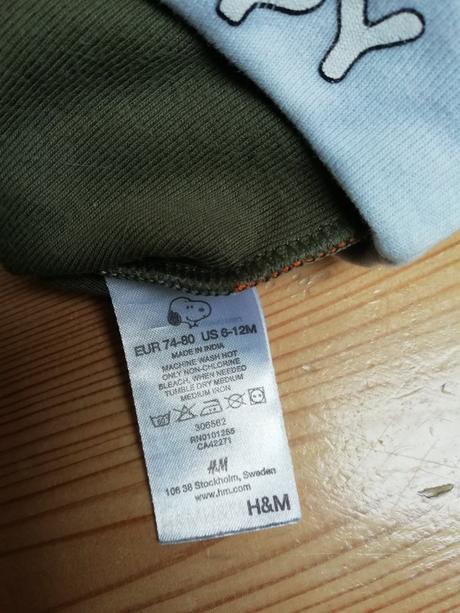 PY
EUR 74-80 US 6-12M
MADE IN INDIA
MACHINE WASH HOT
ONLY NON-CHLORINE
BLEACH, WHEN NEEDED
TUMBLE DRY MEDIUM
MEDIUM IRON
306562
RN0101255
CA42271
H&M
106 38 Stockholm, Sweden
www.hm.com
H&M